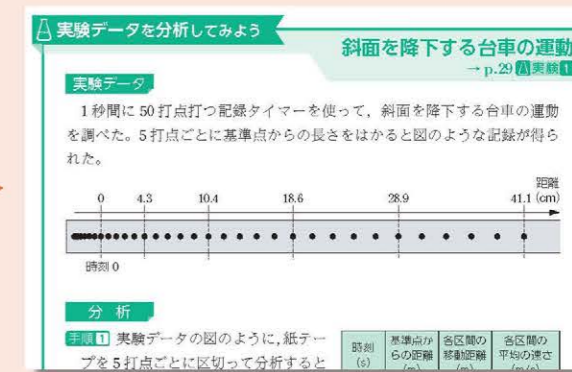 実験データを分析してみよう
斜面を降下する台車の運動
→ p.29 実験1
実験データ
1秒間に50打点打つ記録タイマーを使って，斜面を降下する台車の運動
を調べた。5打点ごとに基準点からの長さをはかると図のような記録が得ら
れた。
距離
0 4.3 10.4 18.6 28.9 41.1 (cm)
時刻 0
分析
手順1 実験データの図のように，紙テー
プを5打点ごとに区切って分析すると
時刻 (s)
基準点からの距離 (m)
各区間の移動距離 (m)
各区間の平均の速さ (m/s)